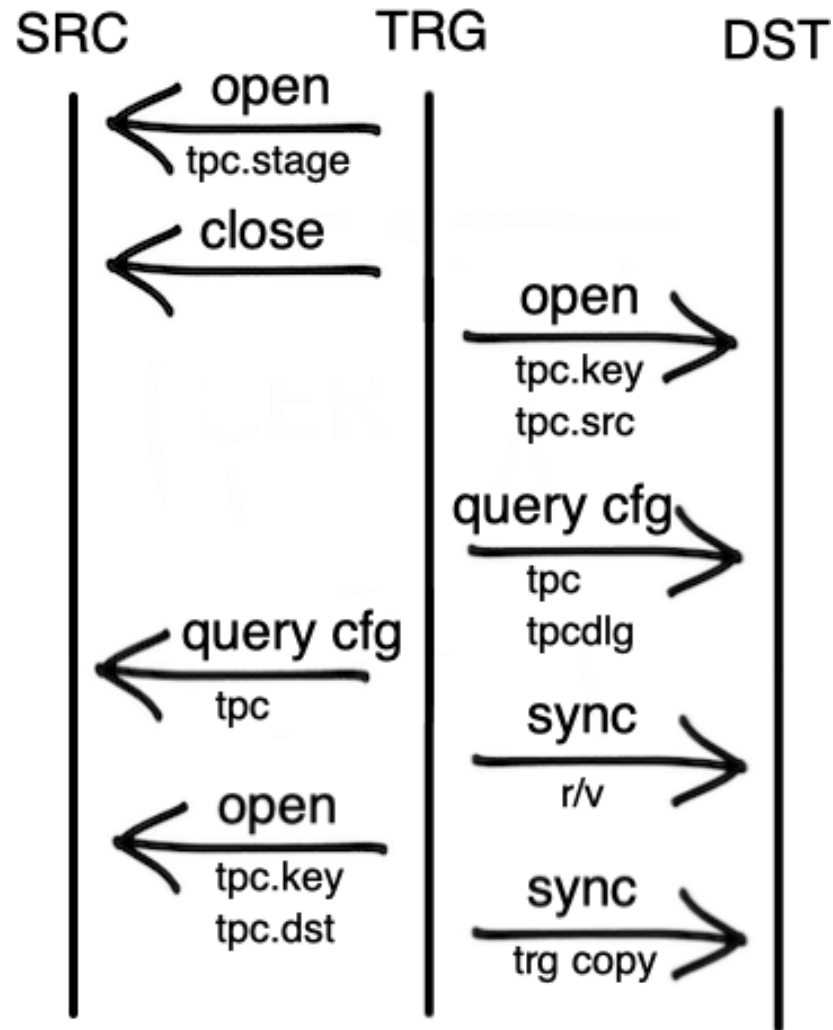 SRC TRG DST
open
tpc.stage
close
open
tpc.key
tpc.src
query cfg
tpc
tpcdlg
query cfg
tpc
sync
r/v
open
tpc.key
tpc.dst
sync
trg copy